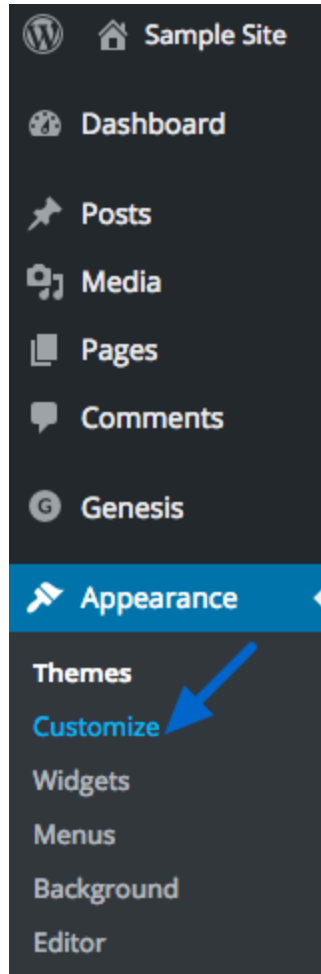 Sample Site
Dashboard
Posts
Media
Pages
Comments
G Genesis
Appearance
Themes
Customize
Widgets
Menus
Background
Editor